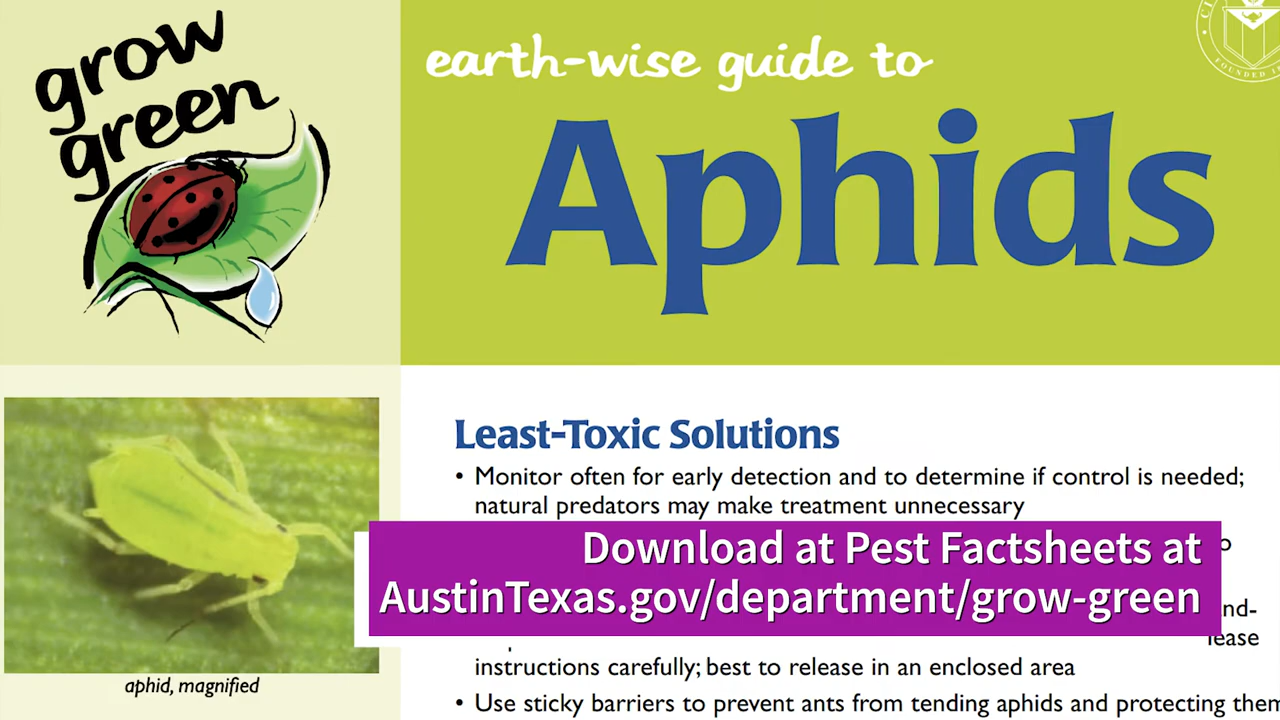 grow
green
earth-wise guide to
Aphids
FOUNDED
Least-Toxic Solutions
• Monitor often for early detection and to determine if control is needed;
natural predators may make treatment unnecessary
Download at Pest Factsheets at
AustinTexas.gov/department/grow-green
instructions carefully; best to release in an enclosed area
• Use sticky barriers to prevent ants from tending aphids and protecting
aphid, magnified